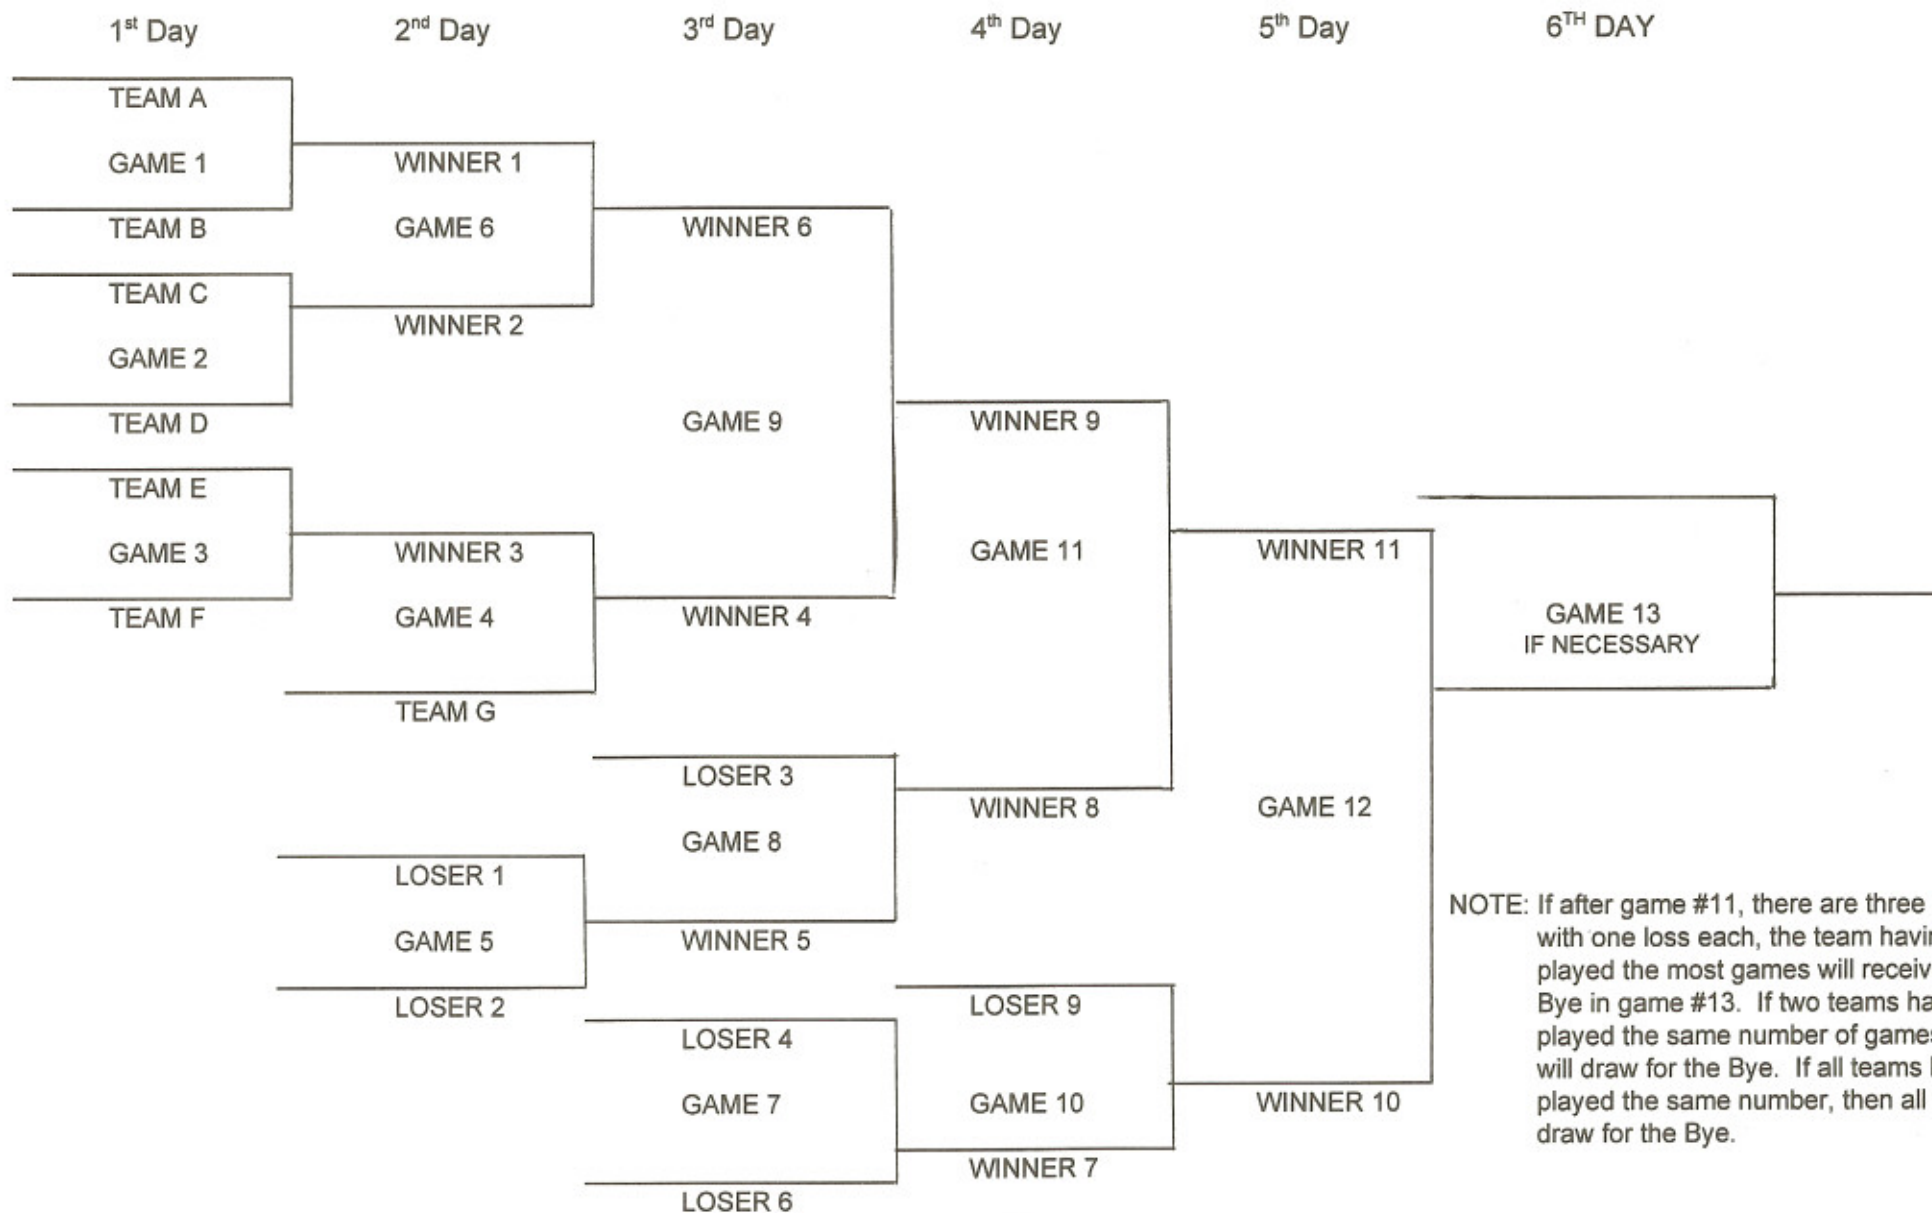 1st Day
2nd Day
3rd Day
4th Day
5th Day
6TH DAY
TEAM A
GAME 1
TEAM B
TEAM C
GAME 2
TEAM D
TEAM E
GAME 3
TEAM F
WINNER 1
GAME 6
WINNER 2
WINNER 3
GAME 4
TEAM G
LOSER 1
GAME 5
LOSER 2
WINNER 6
GAME 9
WINNER 4
LOSER 3
GAME 8
WINNER 5
LOSER 4
GAME 7
LOSER 6
WINNER 9
GAME 11
WINNER 8
LOSER 9
GAME 10
WINNER 7
WINNER 11
GAME 12
WINNER 10
GAME 13
IF NECESSARY
NOTE: If after game #11, there are three
with one loss each, the team
played the most games will
Bye in game #13. If two teams
played the same number of
will draw for the Bye. If all teams
played the same number, then all
draw for the Bye.